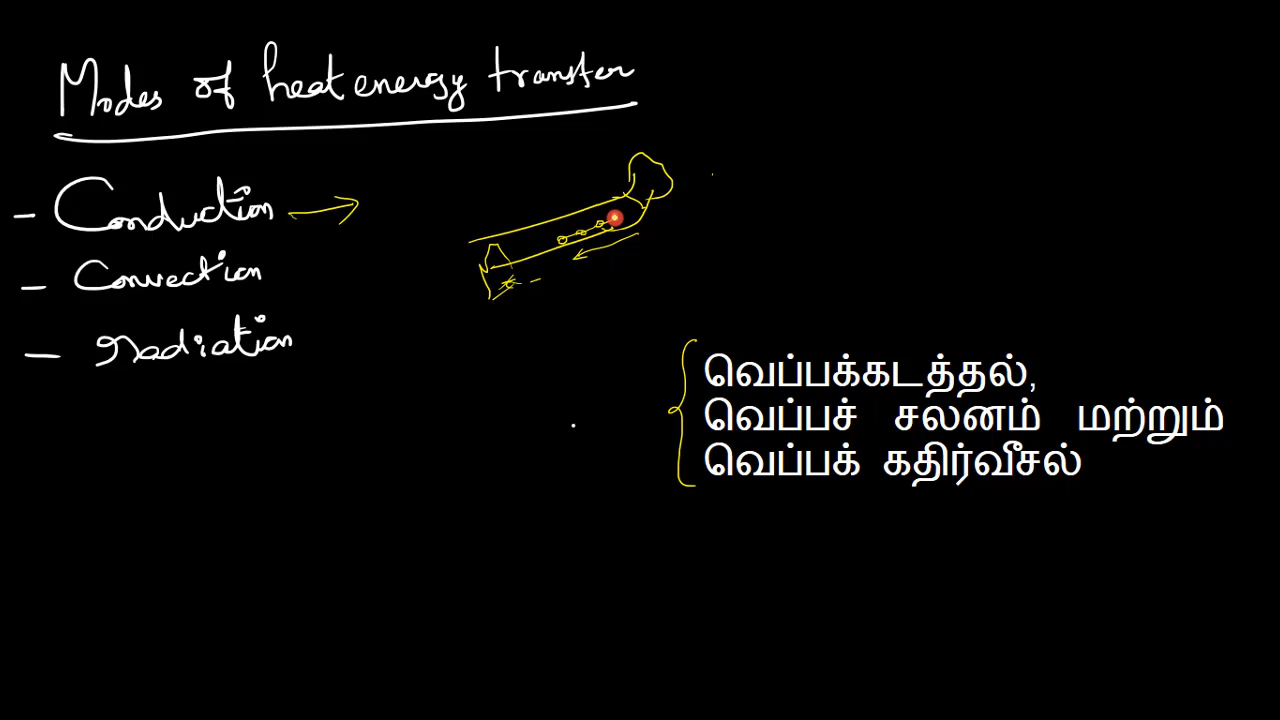 Modes of heat energy transfer
- Conduction →
- Convection
- radiation
வெப்பக்கடத்தல்,
வெப்பச் சலனம் மற்றும்
வெப்பக் கதிர்வீசல்